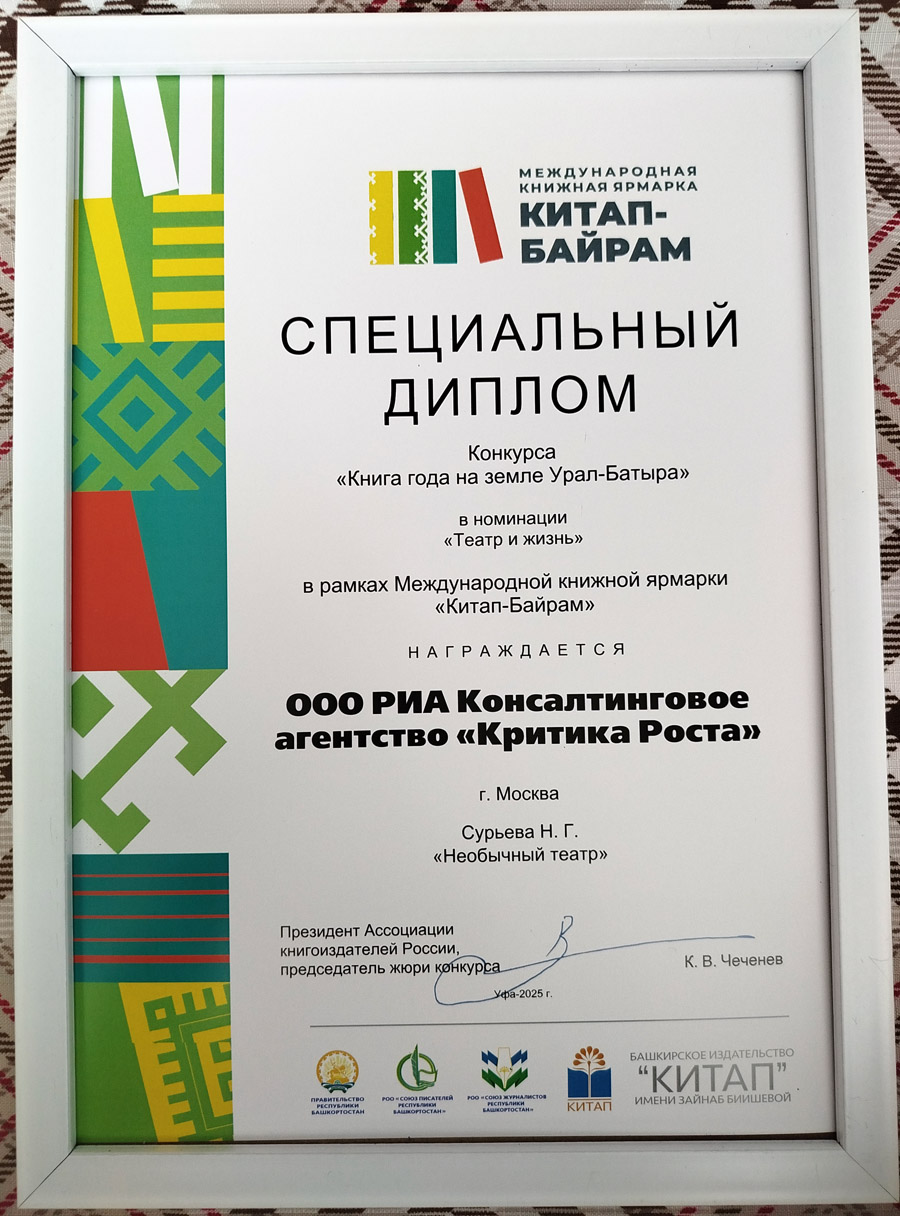 МЕЖДУНАРОДНАЯ
КНИЖНАЯ ЯРМАРКА
КИТАП-
БАЙРАМ
СПЕЦИАЛЬНЫЙ
ДИПЛОМ
Конкурса
«Книга года на земле Урал-Батыра»
в номинации
«Театр и жизнь»
в рамках Международной книжной ярмарки
«Китап-Байрам»
НАГРАЖДАЕТСЯ
ООО РИА Консалтинговое
агентство «Критика Роста»
г. Москва
Сурьева Н. Г.
«Необычный театр»
Президент Ассоциации
книгоиздателей России,
председатель жюри конкурса
К. В. Чеченев
Уфа-2025 г.
ПРАВИТЕЛЬСТВО
РЕСПУБЛИКИ
БАШКОРТОСТАН
РОО «СОЮЗ ПИСАТЕЛЕЙ
РЕСПУБЛИКИ
БАШКОРТОСТАН»
РОО «СОЮЗ ЖУРНАЛИСТОВ
РЕСПУБЛИКИ
БАШКОРТОСТАН»
КИТАП
БАШКИРСКОЕ ИЗДАТЕЛЬСТВО
“КИТАП”
ИМЕНИ ЗАЙНАБ БИИШЕВОЙ